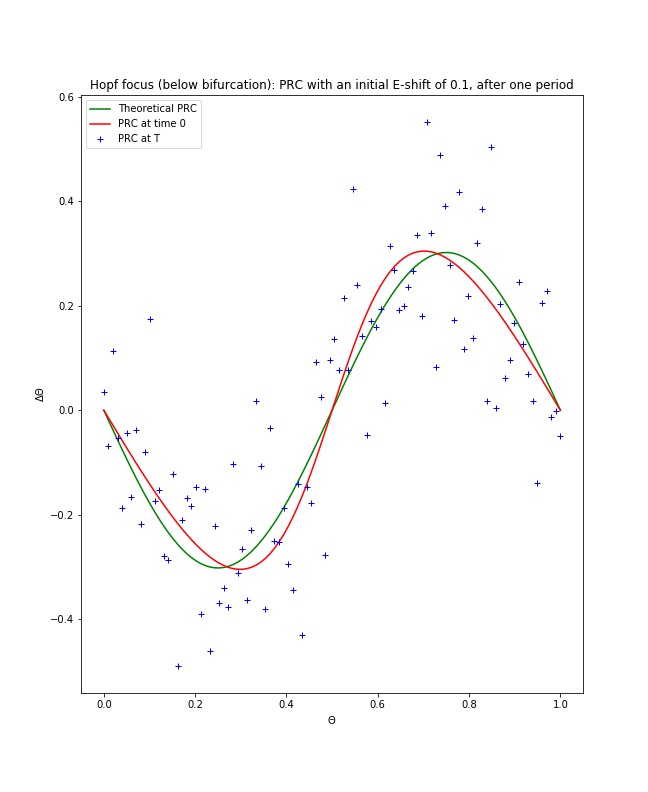 Hopf focus (below bifurcation): PRC with an initial E-shift of 0.1, after one period
Theoretical PRC
PRC at time 0
PRC at T
0.6
0.4
0.2
0.0
−0.2
−0.4
ΔΘ
0.0 0.2 0.4 0.6 0.8 1.0
Θ